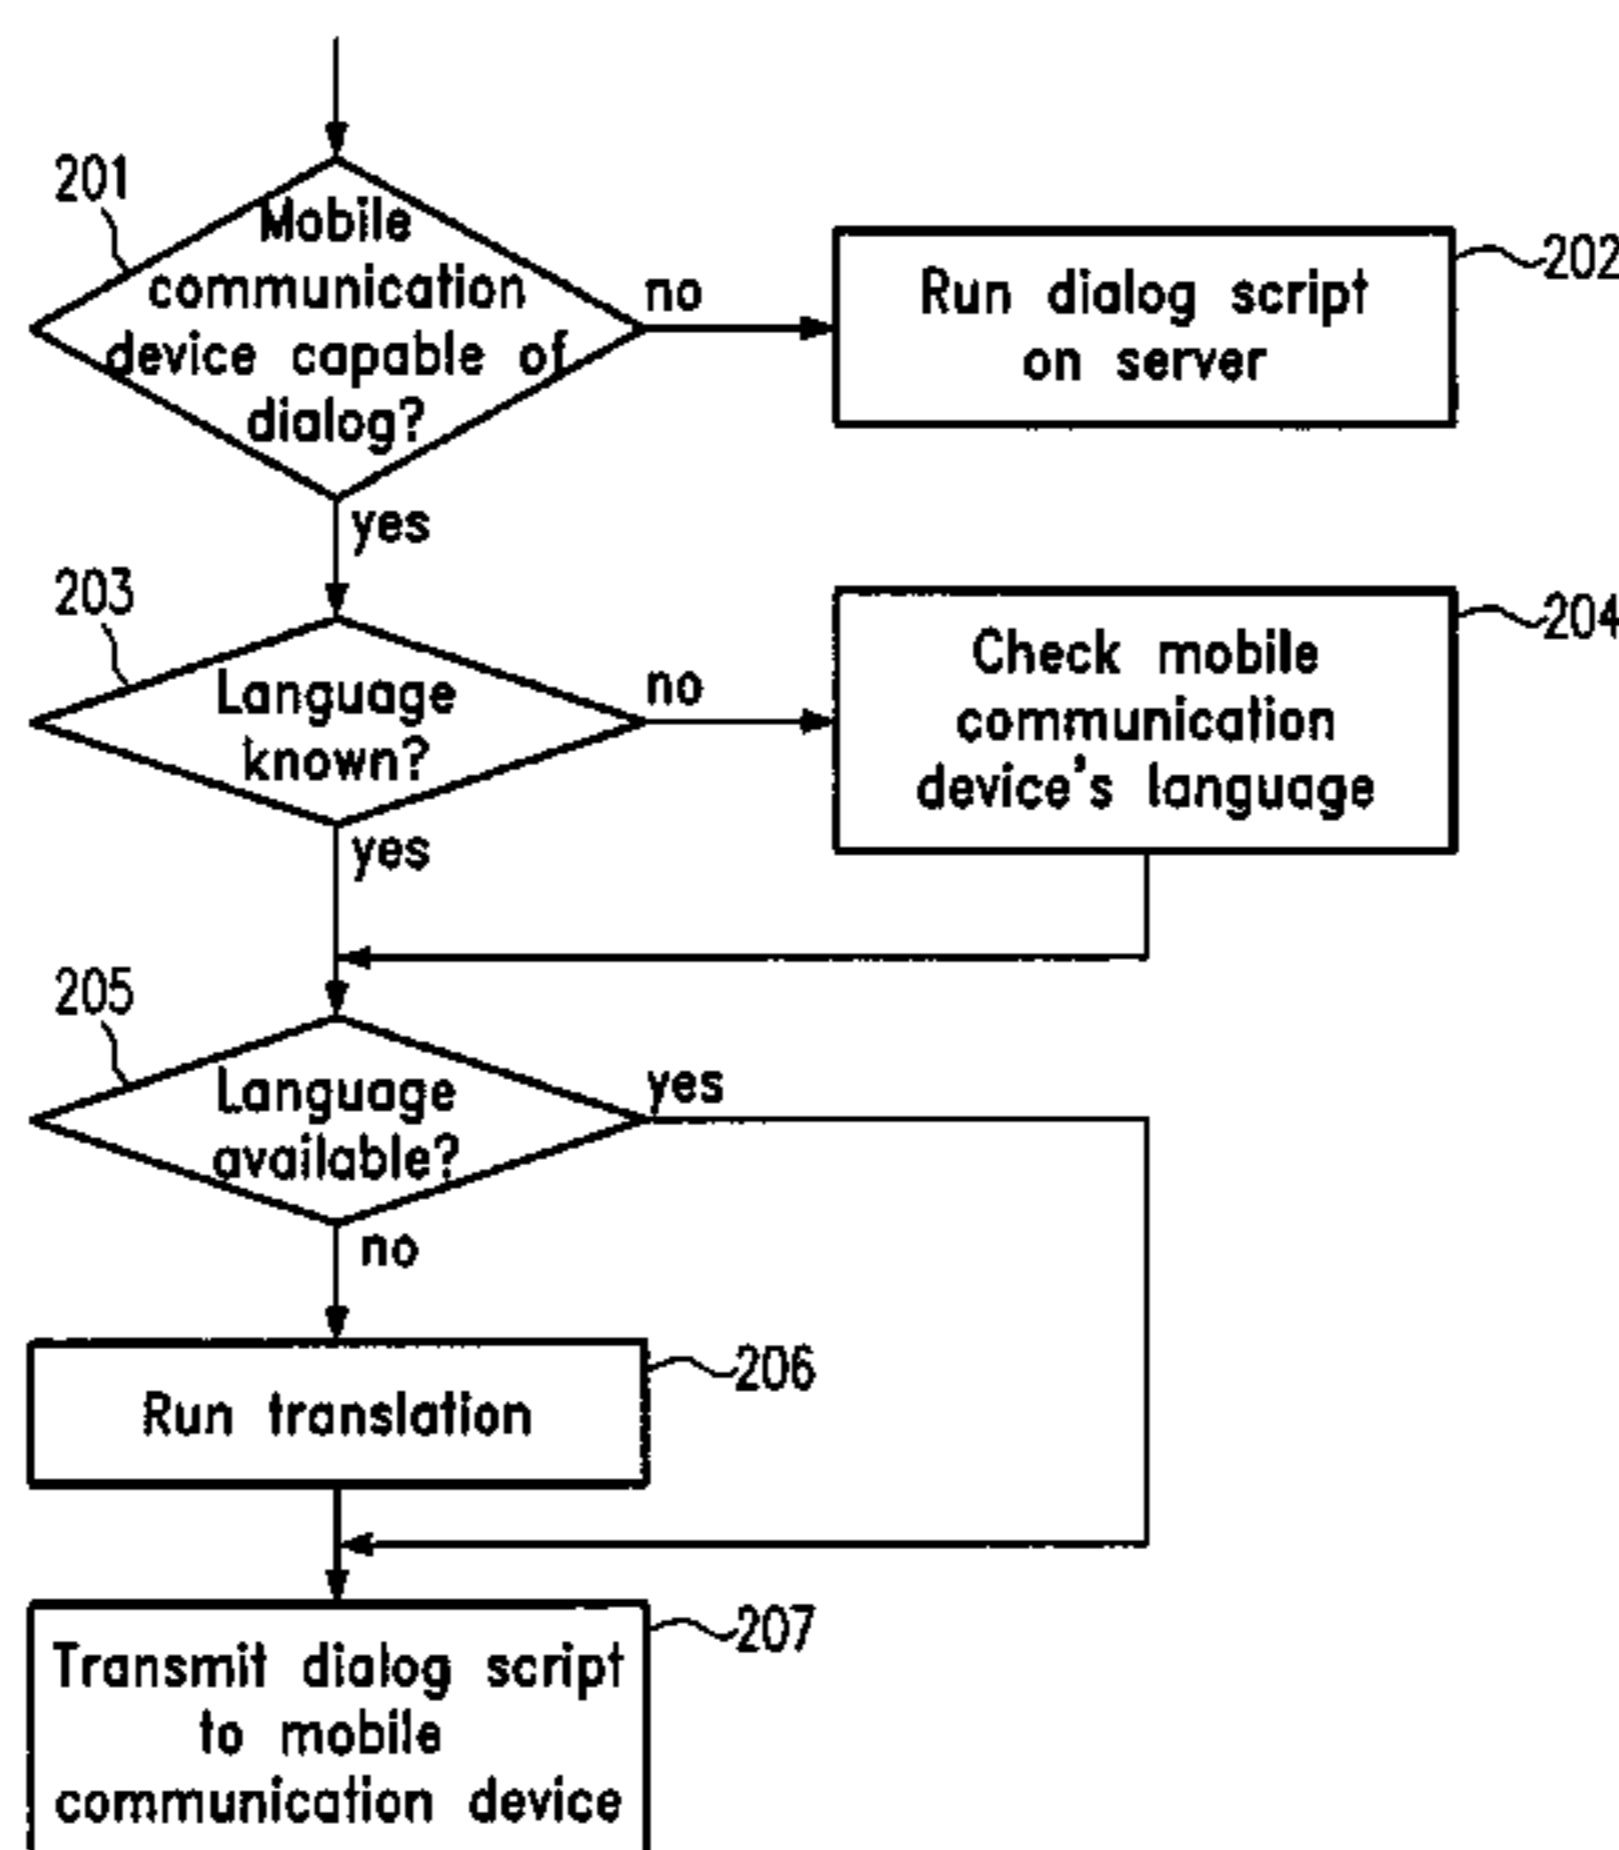 201
Mobile
communication
device capable of
dialog?
no
Run dialog script
on server
202
yes
203
Language
known?
no
Check mobile
communication
device's language
204
yes
205
Language
available?
yes
no
Run translation
206
Transmit dialog script
to mobile
communication device
207